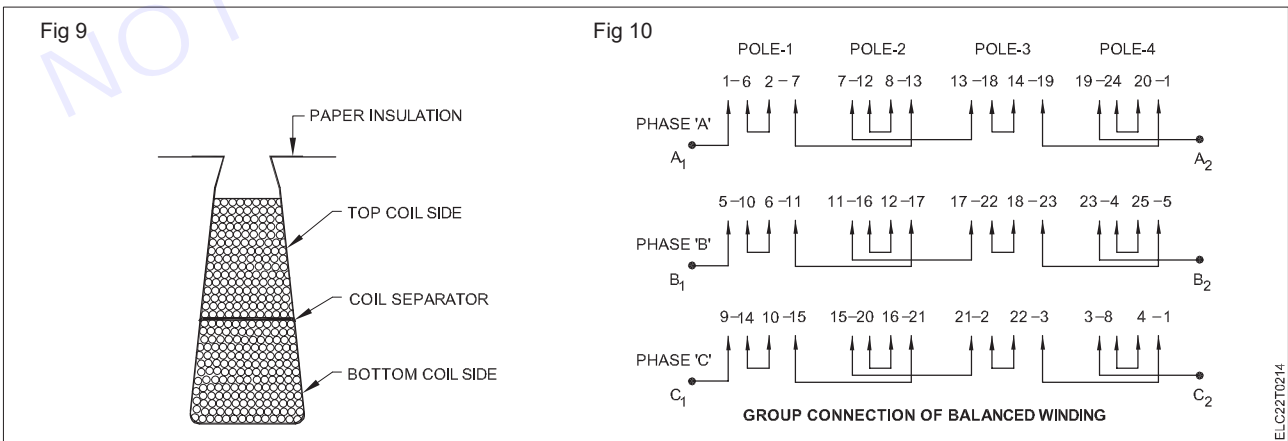 NOT
Fig 9
PAPER INSULATION
TOP COIL SIDE
COIL SEPARATOR
BOTTOM COIL SIDE
Fig 10
POLE-1 POLE-2 POLE-3 POLE-4
1–6 2–7 7–12 8–13 13–18 14–19 19–24 20–1
PHASE 'A'
A1 A2
5–10 6–11 11–16 12–17 17–22 18–23 23–4 25–5
PHASE 'B'
B1 B2
9–14 10–15 15–20 16–21 21–2 22–3 3–8 4–1
PHASE 'C'
C1 C2
GROUP CONNECTION OF BALANCED WINDING
ELC22T0214